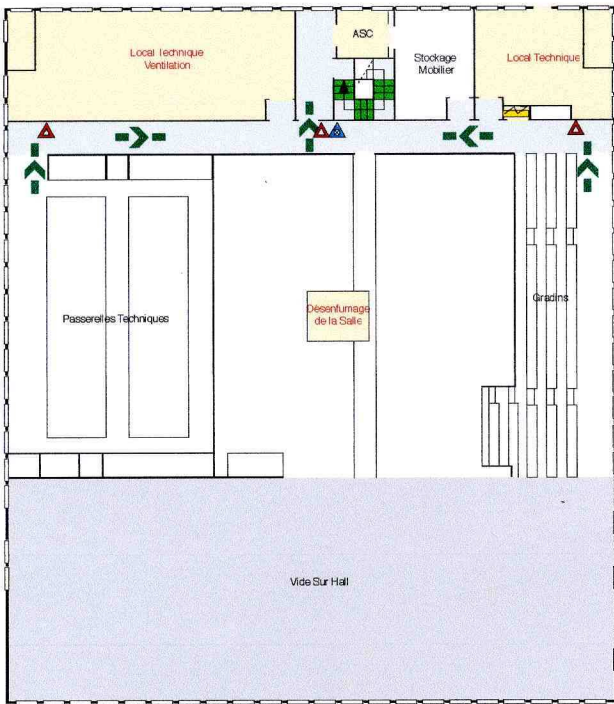 ASC
Local Technique
Ventilation
Stockage
Mobilier
Local Technique
Gradins
Désenfumage
de la Salle
Passerelles Techniques
Vide Sur Hall